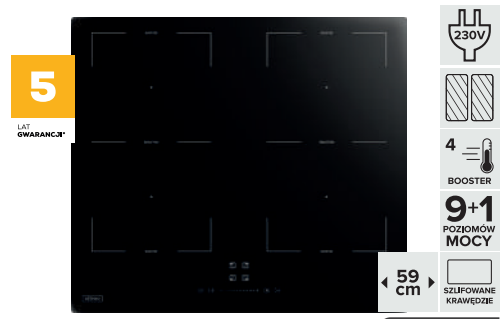 230V
5
LAT
GWARANCJI*
4
BOOSTER
9+1
POZIOMÓW
MOCY
59
cm
SZLIFOWANE
KRAWĘDZIE